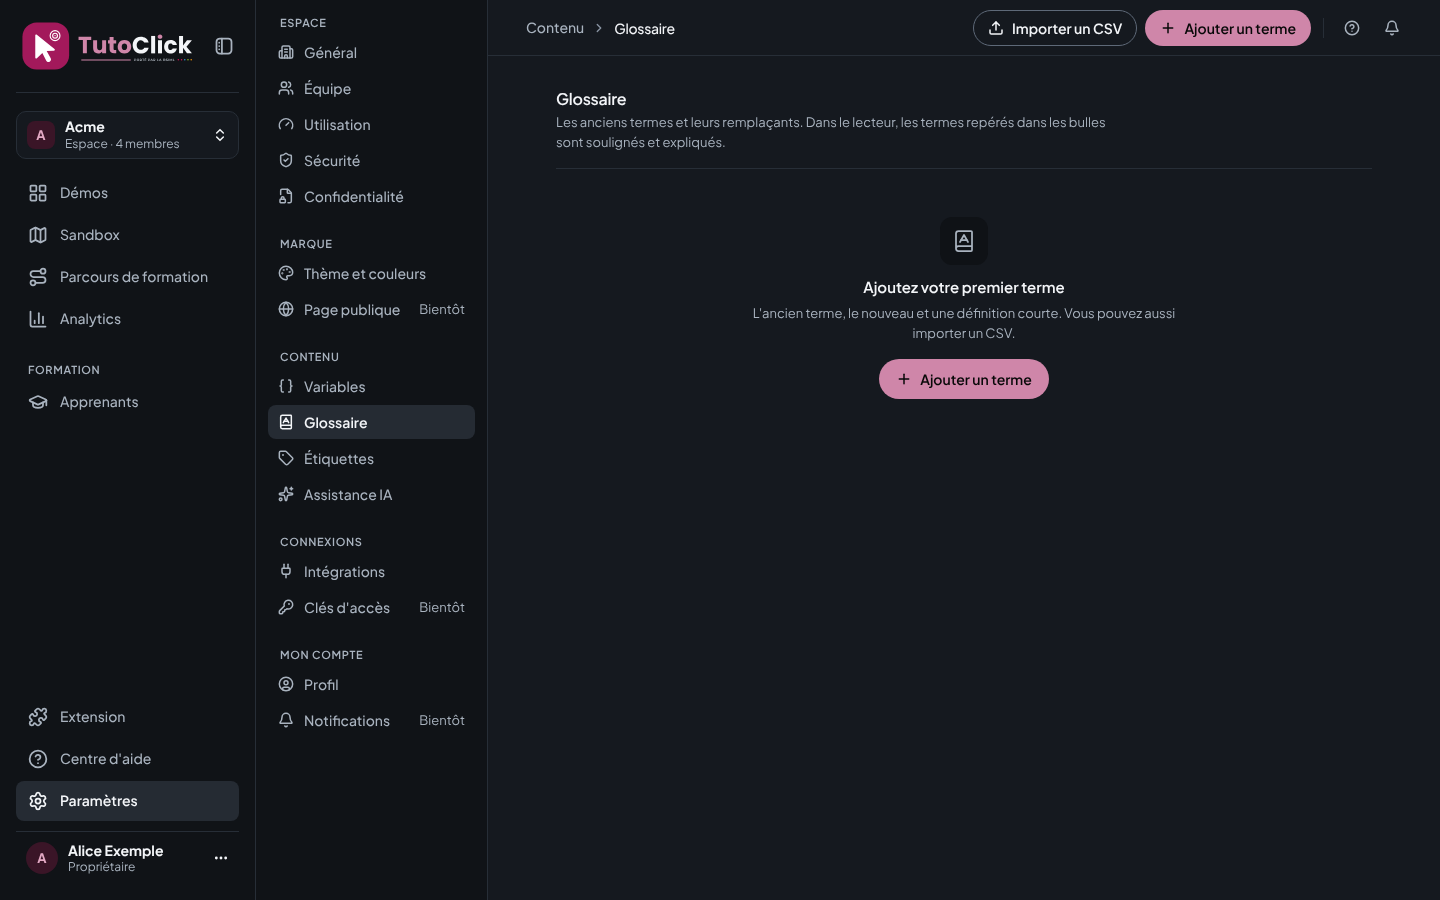 TutoClick
Acme
Espace · 4 membres
Démos
Sandbox
Parcours de formation
Analytics
FORMATION
Apprenants
Extension
Centre d'aide
Paramètres
A
Alice Exemple
Propriétaire
A
ESPACE
Général
Équipe
Utilisation
Sécurité
Confidentialité
MARQUE
Thème et couleurs
Page publique Bientôt
CONTENU
Variables
Glossaire
Étiquettes
Assistance IA
CONNEXIONS
Intégrations
Clés d'accès Bientôt
MON COMPTE
Profil
Notifications Bientôt
Contenu > Glossaire
Importer un CSV
Ajouter un terme
Glossaire
Les anciens termes et leurs remplaçants. Dans le lecteur, les termes repérés dans les bulles
sont soulignés et expliqués.
Ajoutez votre premier terme
L'ancien terme, le nouveau et une définition courte. Vous pouvez aussi
importer un CSV.
Ajouter un terme